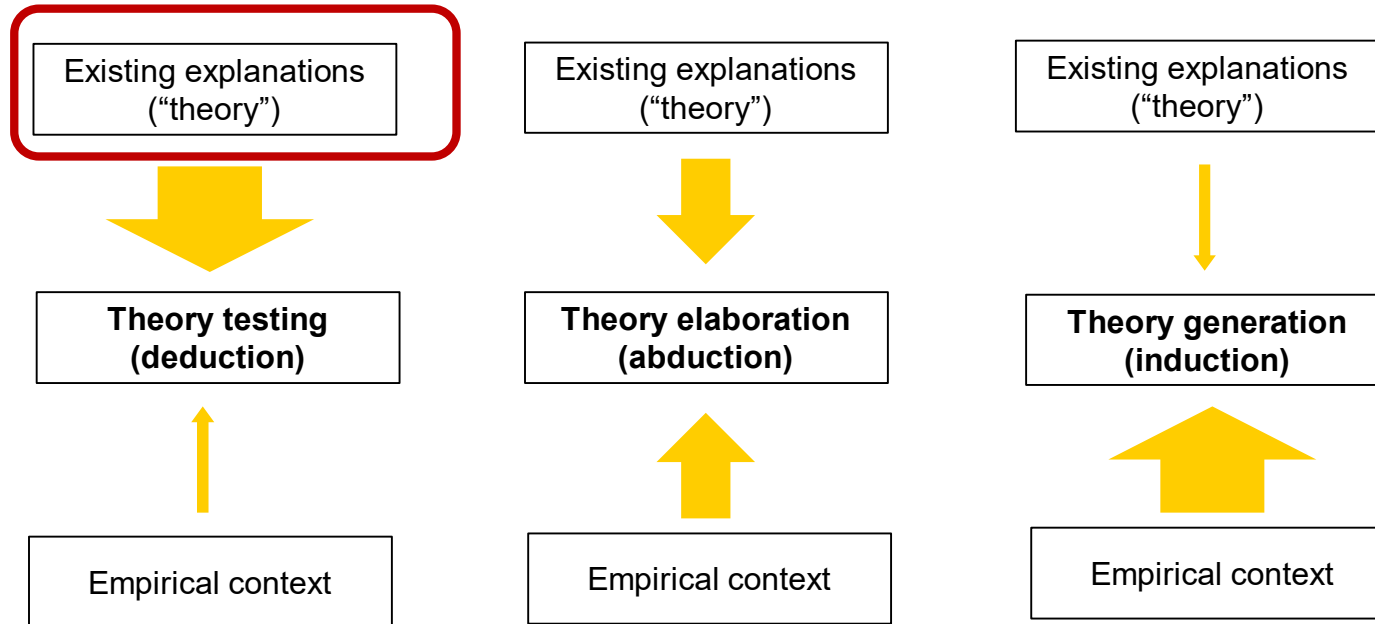 Existing explanations
(“theory”)
Existing explanations
(“theory”)
Existing explanations
(“theory”)
Theory testing
(deduction)
Theory elaboration
(abduction)
Theory generation
(induction)
Empirical context
Empirical context
Empirical context